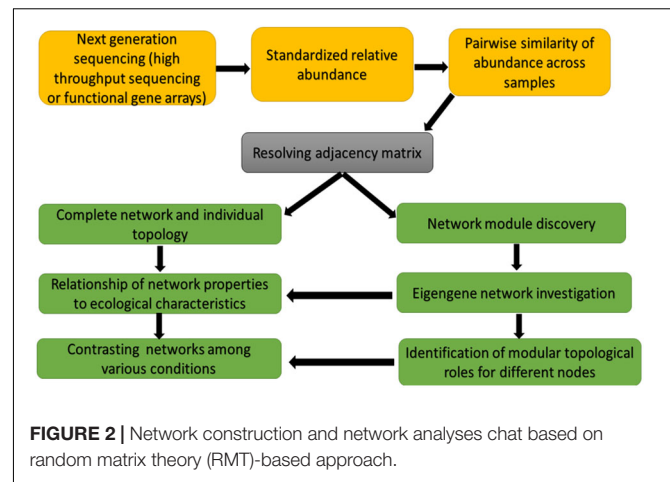 Next generation
sequencing (high
throughput sequencing
or functional gene arrays)
Standardized relative
abundance
Pairwise similarity of
abundance across
samples
Resolving adjacency matrix
Complete network and individual
topology
Network module discovery
Relationship of network properties
to ecological characteristics
Eigengene network investigation
Contrasting networks among
various conditions
Identification of modular topological
roles for different nodes
FIGURE 2 | Network construction and network analyses chat based on
random matrix theory (RMT)-based approach.